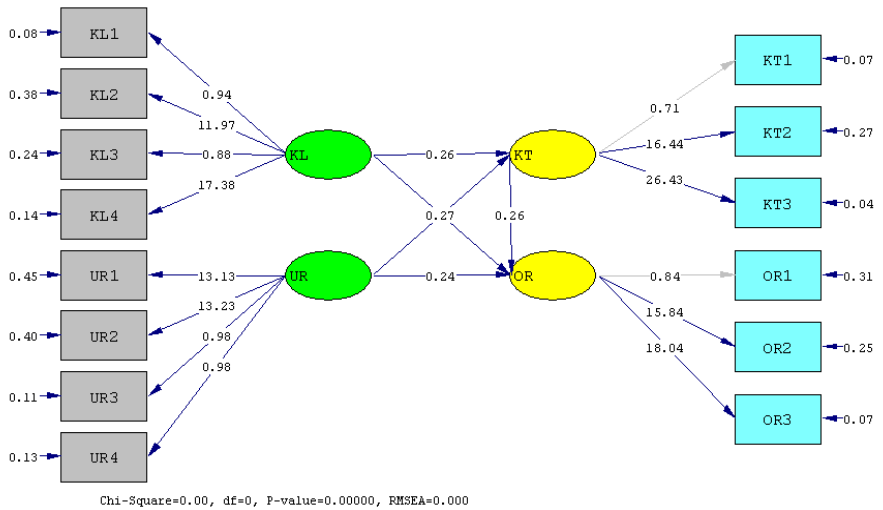 0.08 KL1
0.38 KL2
0.24 KL3
0.14 KL4
0.45 UR1
0.40 UR2
0.11 UR3
0.13 UR4
0.94
11.97
0.88
17.38
13.13
13.23
0.98
0.98
KL
UR
0.26
0.27
0.26
0.24
KT
OR
0.71
16.44
26.43
0.84
15.84
18.04
KT1 0.07
KT2 0.27
KT3 0.04
OR1 0.31
OR2 0.25
OR3 0.07
Chi-Square=0.00, df=0, P-value=0.00000, RMSEA=0.000